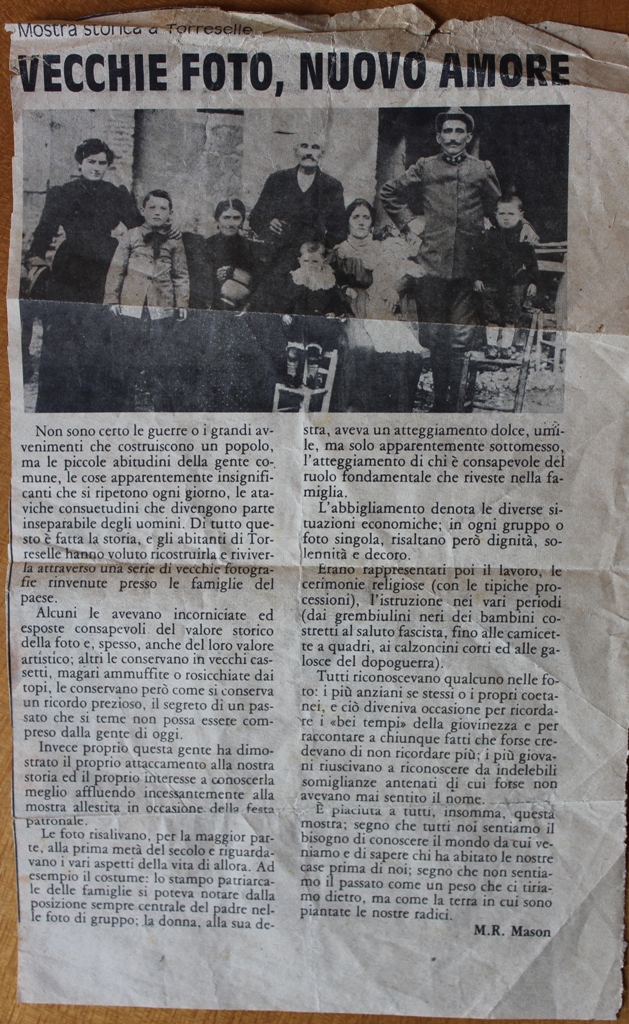 Mostra storica a Torreselle
VECCHIE FOTO, NUOVO AMORE
Non sono certo le guerre o i grandi av-
venimenti che costruiscono un popolo,
ma le piccole abitudini della gente co-
mune, le cose apparentemente insignifi-
canti che si ripetono ogni giorno, le ata-
viche consuetudini che divengono parte
inseparabile degli uomini. Di tutto que-
sto è fatta la storia, e gli abitanti di Tor-
reselle hanno voluto ricostruirla e riviver-
la attraverso una serie di vecchie fotogra-
fie rinvenute presso le famiglie del
paese.
Alcuni le avevano incorniciate ed
esposte consapevoli del valore storico
della foto e, spesso, anche del loro valore
artistico; altri le conservano in vecchi cas-
setti, magari ammuffite o rosicchiate dai
topi, le conservano però come si conserva
un ricordo prezioso, il segreto di un pas-
sato che si teme non possa essere com-
preso dalla gente di oggi.
Invece proprio questa gente ha dimo-
strato il proprio attaccamento alla nostra
storia ed il proprio interesse a conoscerla
meglio affluendo incessantemente alla
mostra allestita in occasione della festa
patronale.
Le foto risalivano, per la maggior par-
te, alla prima metà del secolo e riguarda-
vano i vari aspetti della vita di allora. Ad
esempio il costume: lo stampo patriarca-
le delle famiglie si poteva notare dalla
posizione sempre centrale del padre nel-
le foto di gruppo; la donna, alla sua de-
stra, aveva un atteggiamento dolce, umi-
le, ma solo apparentemente sottomesso,
l'atteggiamento di chi è consapevole del
ruolo fondamentale che riveste nella fa-
miglia.
L'abbigliamento denota le diverse si-
tuazioni economiche; in ogni gruppo o
foto singola, risaltano però dignità, so-
lennità e decoro.
Erano rappresentati poi il lavoro, le
cerimonie religiose (con le tipiche pro-
cessioni), l'istruzione nei vari periodi
(dai grembiulini neri dei bambini co-
stretti al saluto fascista, fino alle camicet-
te a quadri, ai calzoncini corti ed alle ga-
losce del dopoguerra).
Tutti riconoscevano qualcuno nelle fo-
to: i più anziani se stessi o i propri coeta-
nei, e ciò diveniva occasione per ricorda-
re i «bei tempi» della giovinezza e per
raccontare a chiunque fatti che forse cre-
devano di non ricordare più; i più giova-
ni riuscivano a riconoscere da indelebili
somiglianze antenati di cui forse non
avevano mai sentito il nome.
È piaciuta a tutti, insomma, questa
mostra; segno che tutti noi sentiamo il
bisogno di conoscere il mondo da cui ve-
niamo e di sapere chi ha abitato le nostre
case prima di noi; segno che non sentia-
mo il passato come un peso che ci tiria-
mo dietro, ma come la terra in cui sono
piantate le nostre radici.
M.R. Mason